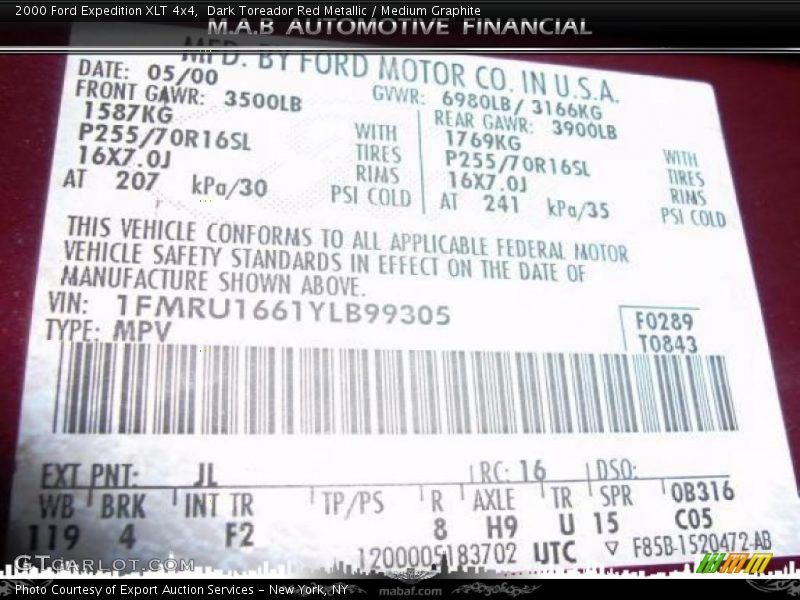 2000 Ford Expedition XLT 4x4, Dark Toreador Red Metallic / Medium Graphite
M.A.B AUTOMOTIVE FINANCIAL
MFD. BY FORD MOTOR CO. IN U.S.A.
DATE: 05/00 GVWR: 6980LB/ 3166KG
FRONT GAWR: 3500LB REAR GAWR: 3900LB
1587KG WITH 1769KG WITH
P255/70R16SL TIRES P255/70R16SL TIRES
16X7.0J RIMS 16X7.0J RIMS
AT 207 kPa/30 PSI COLD AT 241 kPa/35 PSI COLD
THIS VEHICLE CONFORMS TO ALL APPLICABLE FEDERAL MOTOR
VEHICLE SAFETY STANDARDS IN EFFECT ON THE DATE OF
MANUFACTURE SHOWN ABOVE.
VIN: 1FMRU1661YLB99305 F0289
TYPE: MPV T0843
EXT PNT: JL RC: 16 DSO:
WB BRK INT TR TP/PS R AXLE TR SPR 0B316
119 4 F2 8 H9 U 15 C05
1200005183702 UTC ▽ F85B-1520472-AB
GTcarlot.com
Photo Courtesy of Export Auction Services - New York, NY mabaf.com